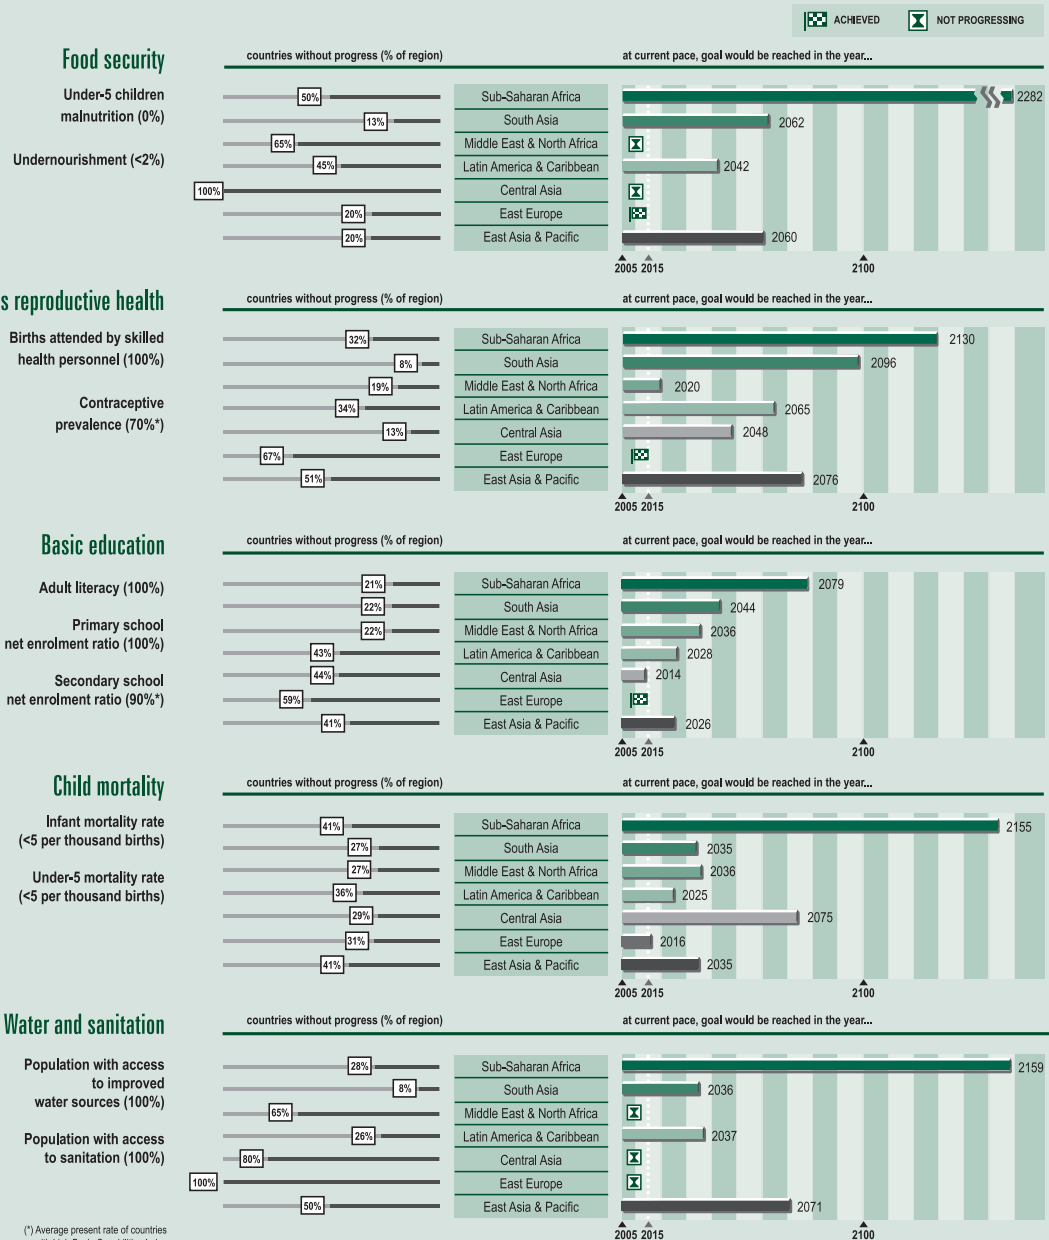 ACHIEVED NOT PROGRESSING
Food security
countries without progress (% of region) at current pace, goal would be reached in the year...
Under-5 children
malnutrition (0%)
Undernourishment (<2%)
50% Sub-Saharan Africa 2282
13% South Asia 2062
65% Middle East & North Africa
45% Latin America & Caribbean 2042
100% Central Asia
20% East Europe
20% East Asia & Pacific 2060
2005 2015 2100
s reproductive health
countries without progress (% of region) at current pace, goal would be reached in the year...
Births attended by skilled
health personnel (100%)
Contraceptive
prevalence (70%*)
32% Sub-Saharan Africa 2130
8% South Asia 2096
19% Middle East & North Africa 2020
34% Latin America & Caribbean 2065
13% Central Asia 2048
67% East Europe
51% East Asia & Pacific 2076
2005 2015 2100
Basic education
countries without progress (% of region) at current pace, goal would be reached in the year...
Adult literacy (100%)
Primary school
net enrolment ratio (100%)
Secondary school
net enrolment ratio (90%*)
21% Sub-Saharan Africa 2079
22% South Asia 2044
22% Middle East & North Africa 2036
43% Latin America & Caribbean 2028
44% Central Asia 2014
59% East Europe
41% East Asia & Pacific 2026
2005 2015 2100
Child mortality
countries without progress (% of region) at current pace, goal would be reached in the year...
Infant mortality rate
(<5 per thousand births)
Under-5 mortality rate
(<5 per thousand births)
41% Sub-Saharan Africa 2155
27% South Asia 2035
27% Middle East & North Africa 2036
36% Latin America & Caribbean 2025
29% Central Asia 2075
31% East Europe 2016
41% East Asia & Pacific 2035
2005 2015 2100
Water and sanitation
countries without progress (% of region) at current pace, goal would be reached in the year...
Population with access
to improved
water sources (100%)
Population with access
to sanitation (100%)
28% Sub-Saharan Africa 2159
8% South Asia 2036
65% Middle East & North Africa
26% Latin America & Caribbean 2037
80% Central Asia
100% East Europe
50% East Asia & Pacific 2071
2005 2015 2100
(*) Average present rate of countries